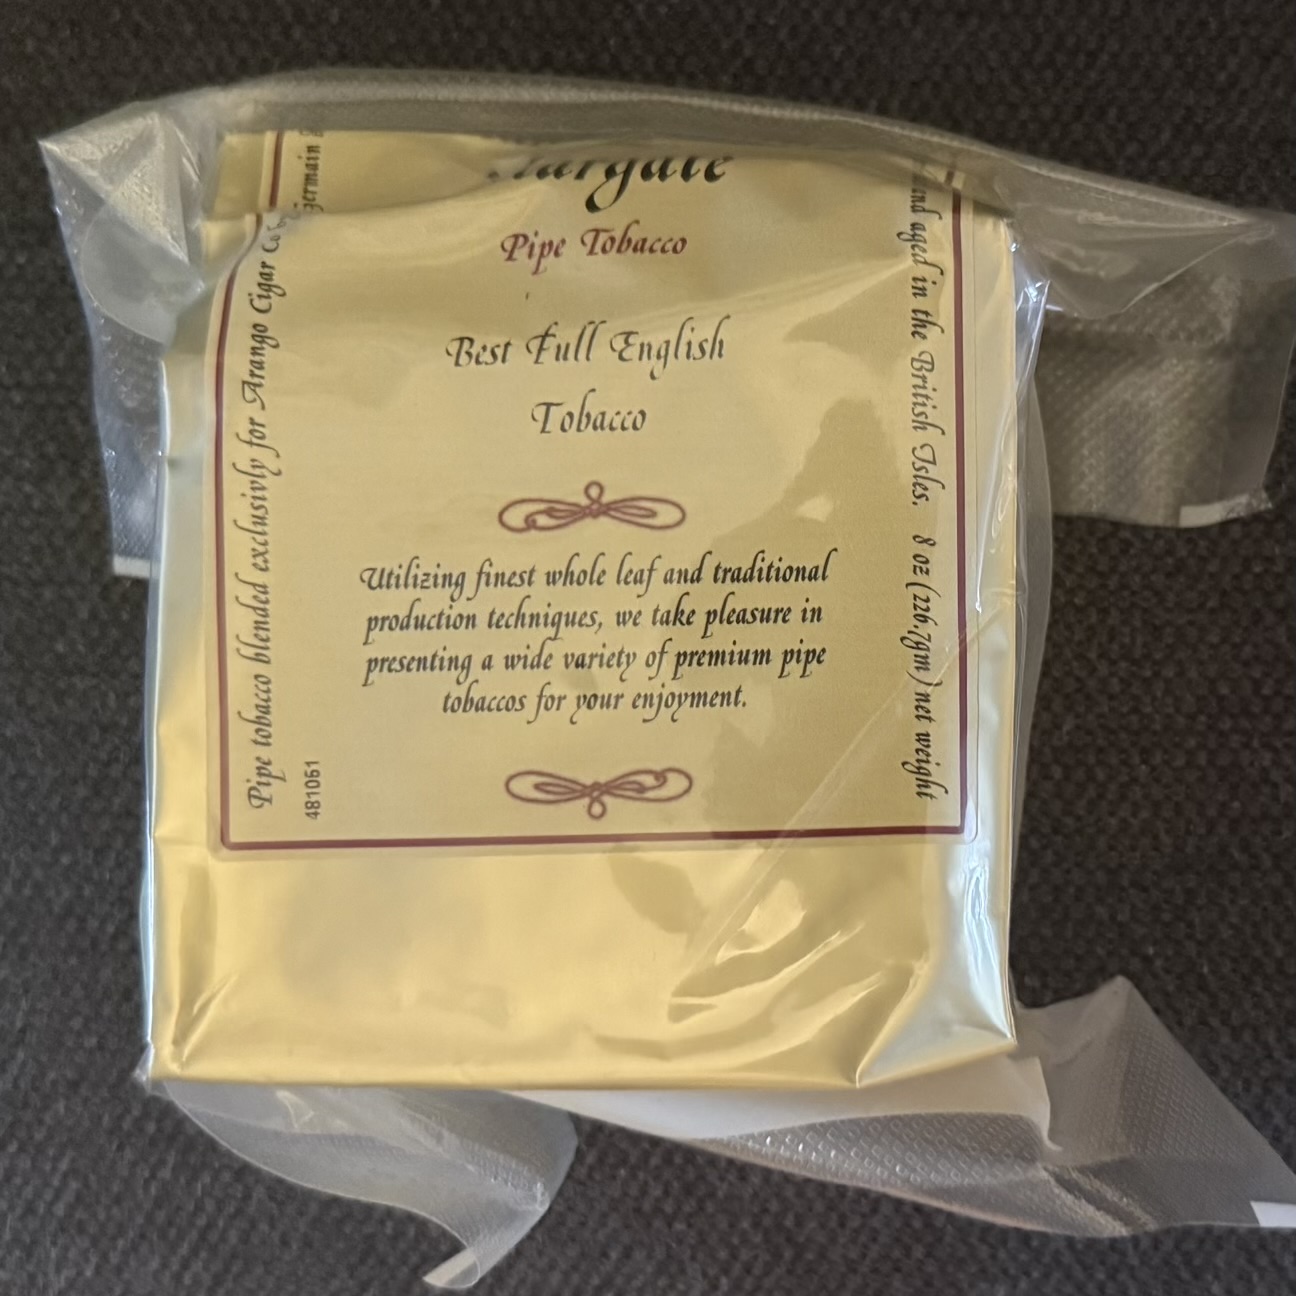 Pipe Tobacco
Best Full English
Tobacco
Utilizing finest whole leaf and traditional
production techniques, we take pleasure in
presenting a wide variety of premium pipe
tobaccos for your enjoyment.
Pipe tobacco blended exclusivly for Arango Cigar
481061
aged in the British Isles. 8 oz (226.7gm) net weight